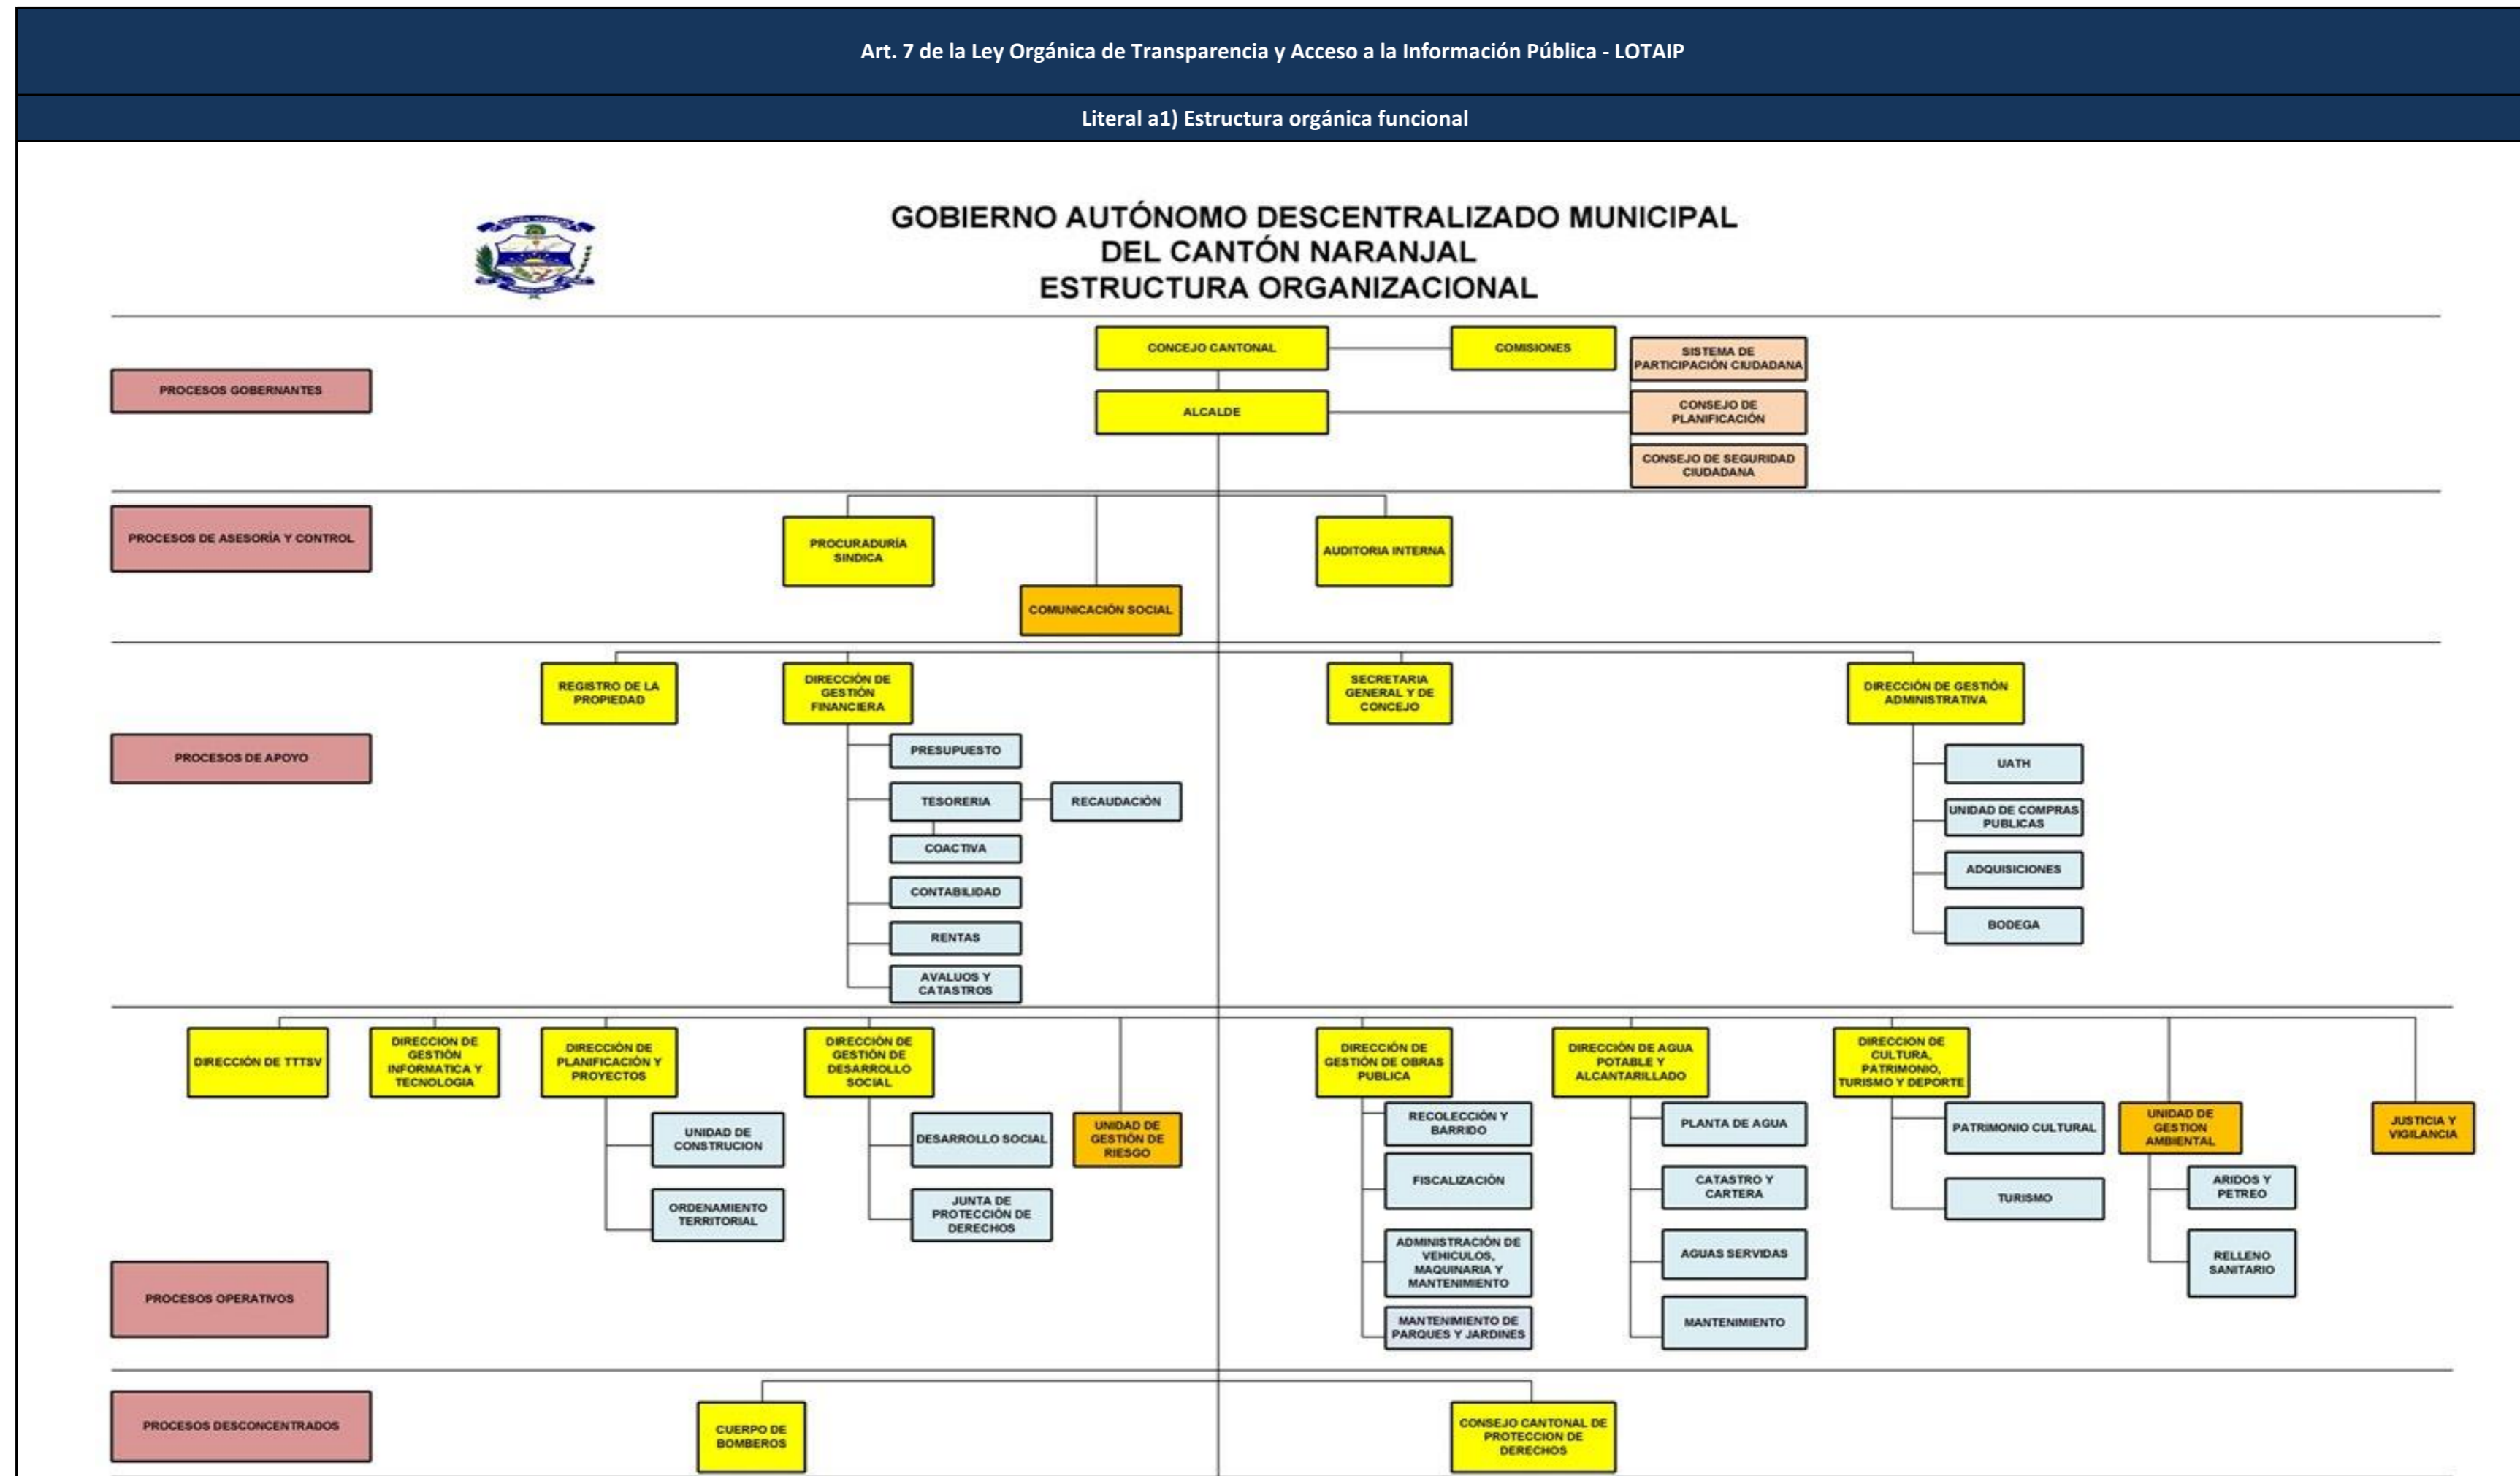 Art. 7 de la Ley Orgánica de Transparencia y Acceso a la Información Pública - LOTAIP
Literal a1) Estructura orgánica funcional
GOBIERNO AUTÓNOMO DESCENTRALIZADO MUNICIPAL
DEL CANTÓN NARANJAL
ESTRUCTURA ORGANIZACIONAL
PROCESOS GOBERNANTES
CONCEJO CANTONAL
COMISIONES
SISTEMA DE
PARTICIPACIÓN CIUDADANA
ALCALDE
CONSEJO DE
PLANIFICACIÓN
CONSEJO DE SEGURIDAD
CIUDADANA
PROCESOS DE ASESORÍA Y CONTROL
PROCURADURÍA
SINDICA
AUDITORIA INTERNA
COMUNICACIÓN SOCIAL
PROCESOS DE APOYO
REGISTRO DE LA
PROPIEDAD
DIRECCIÓN DE
GESTIÓN
FINANCIERA
SECRETARIA
GENERAL Y DE
CONCEJO
DIRECCIÓN DE GESTIÓN
ADMINISTRATIVA
PRESUPUESTO
TESORERIA
RECAUDACIÓN
COACTIVA
CONTABILIDAD
RENTAS
AVALUOS Y
CATASTROS
UATH
UNIDAD DE COMPRAS
PUBLICAS
ADQUISICIONES
BODEGA
PROCESOS OPERATIVOS
DIRECCIÓN DE TTTSV
DIRECCION DE
GESTIÓN
INFORMATICA Y
TECNOLOGIA
DIRECCIÓN DE
PLANIFICACIÓN Y
PROYECTOS
UNIDAD DE
CONSTRUCION
ORDENAMIENTO
TERRITORIAL
DIRECCIÓN DE
GESTIÓN DE
DESARROLLO
SOCIAL
DESARROLLO SOCIAL
JUNTA DE
PROTECCIÓN DE
DERECHOS
UNIDAD DE
GESTIÓN DE
RIESGO
DIRECCIÓN DE
GESTIÓN DE OBRAS
PUBLICA
RECOLECCIÓN Y
BARRIDO
FISCALIZACIÓN
ADMINISTRACIÓN DE
VEHICULOS,
MAQUINARIA Y
MANTENIMIENTO
MANTENIMIENTO DE
PARQUES Y JARDINES
DIRECCIÓN DE AGUA
POTABLE Y
ALCANTARILLADO
PLANTA DE AGUA
CATASTRO Y
CARTERA
AGUAS SERVIDAS
MANTENIMIENTO
DIRECCION DE
CULTURA,
PATRIMONIO,
TURISMO Y DEPORTE
PATRIMONIO CULTURAL
TURISMO
UNIDAD DE
GESTION
AMBIENTAL
ARIDOS Y
PETREO
RELLENO
SANITARIO
JUSTICIA Y
VIGILANCIA
PROCESOS DESCONCENTRADOS
CUERPO DE
BOMBEROS
CONSEJO CANTONAL DE
PROTECCION DE
DERECHOS